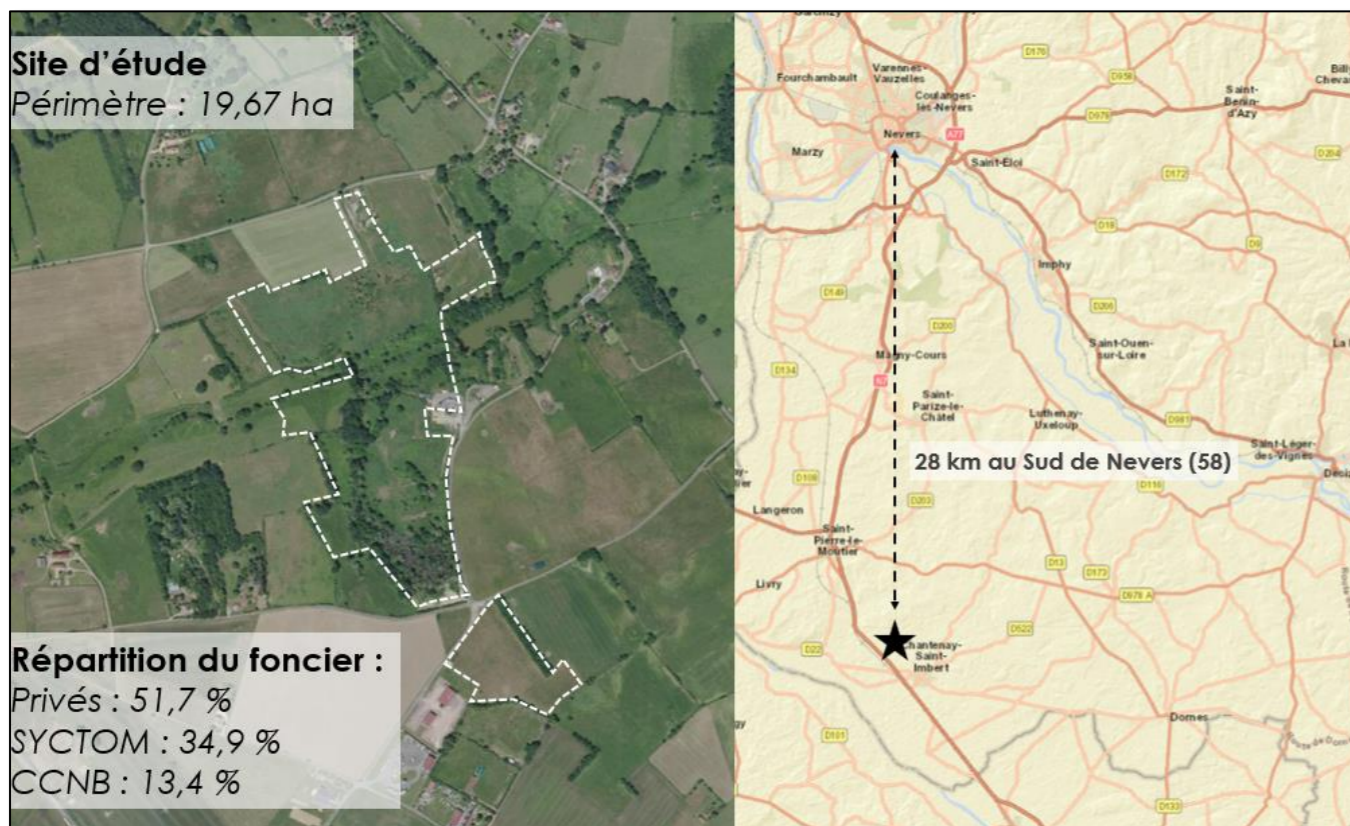 Site d'étude
Périmètre : 19,67 ha
Répartition du foncier :
Privés : 51,7 %
SYCTOM : 34,9 %
CCNB : 13,4 %
Varennes-
Vauzelles
Fourchambault
Coulanges-
lès-Nevers
Nevers
Marzy
A77
Saint-Eloi
D176
D958
Saint-
Benin-
d'Azy
D978
D204
D172
D18
D9
Imphy
D149
D200
D206
Saint-Ouen-
sur-Loire
Magny-Cours
D134
A7
Saint-
Parize-le-
Châtel
Luthenay-
Uxeloup
D981
28 km au Sud de Nevers (58)
Saint-Léger-
des-Vignes
D108
D203
D116
Langeron
Saint-
Pierre-le-
Moutier
D13
D173
Livry
D978 A
D22
D522
Chantenay-
Saint-
Imbert
Dornes
D101
D133